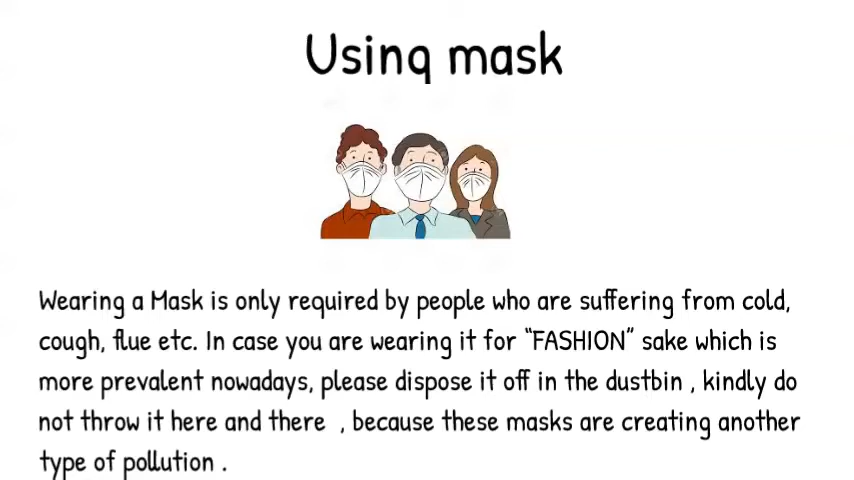 Using mask
Wearing a Mask is only required by people who are suffering from cold,
cough, flue etc. In case you are wearing it for “FASHION” sake which is
more prevalent nowadays, please dispose it off in the dustbin , kindly do
not throw it here and there , because these masks are creating another
type of pollution .